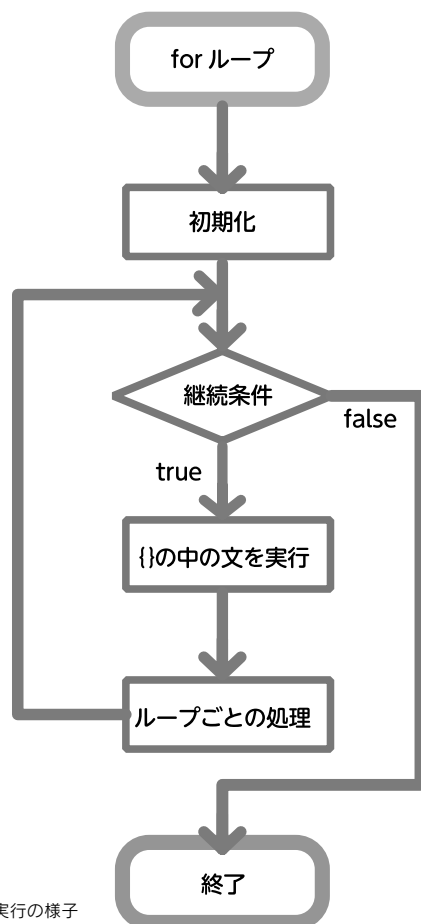 for ループ
初期化
継続条件
false
true
{}の中の文を実行
ループごとの処理
終了
実行の様子